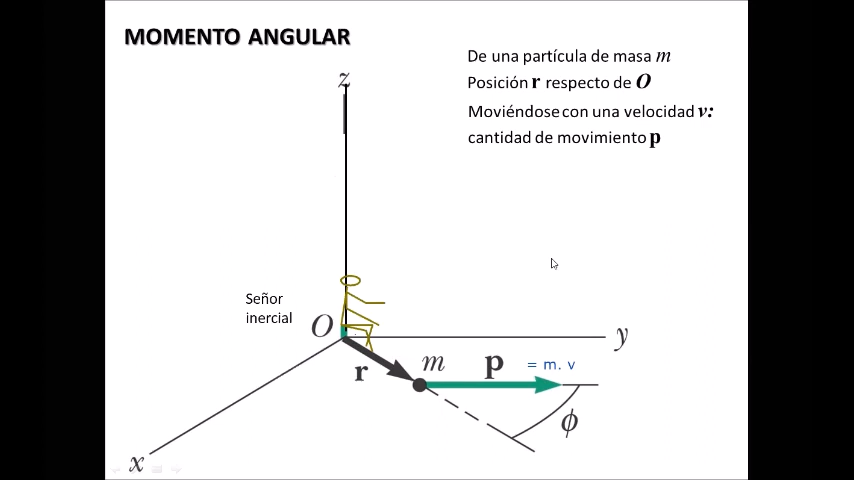 MOMENTO ANGULAR
De una partícula de masa m
Posición r respecto de O
Moviéndose con una velocidad v:
cantidad de movimiento p
z
Señor
inercial
O
y
r
m
p = m. v
ϕ
x